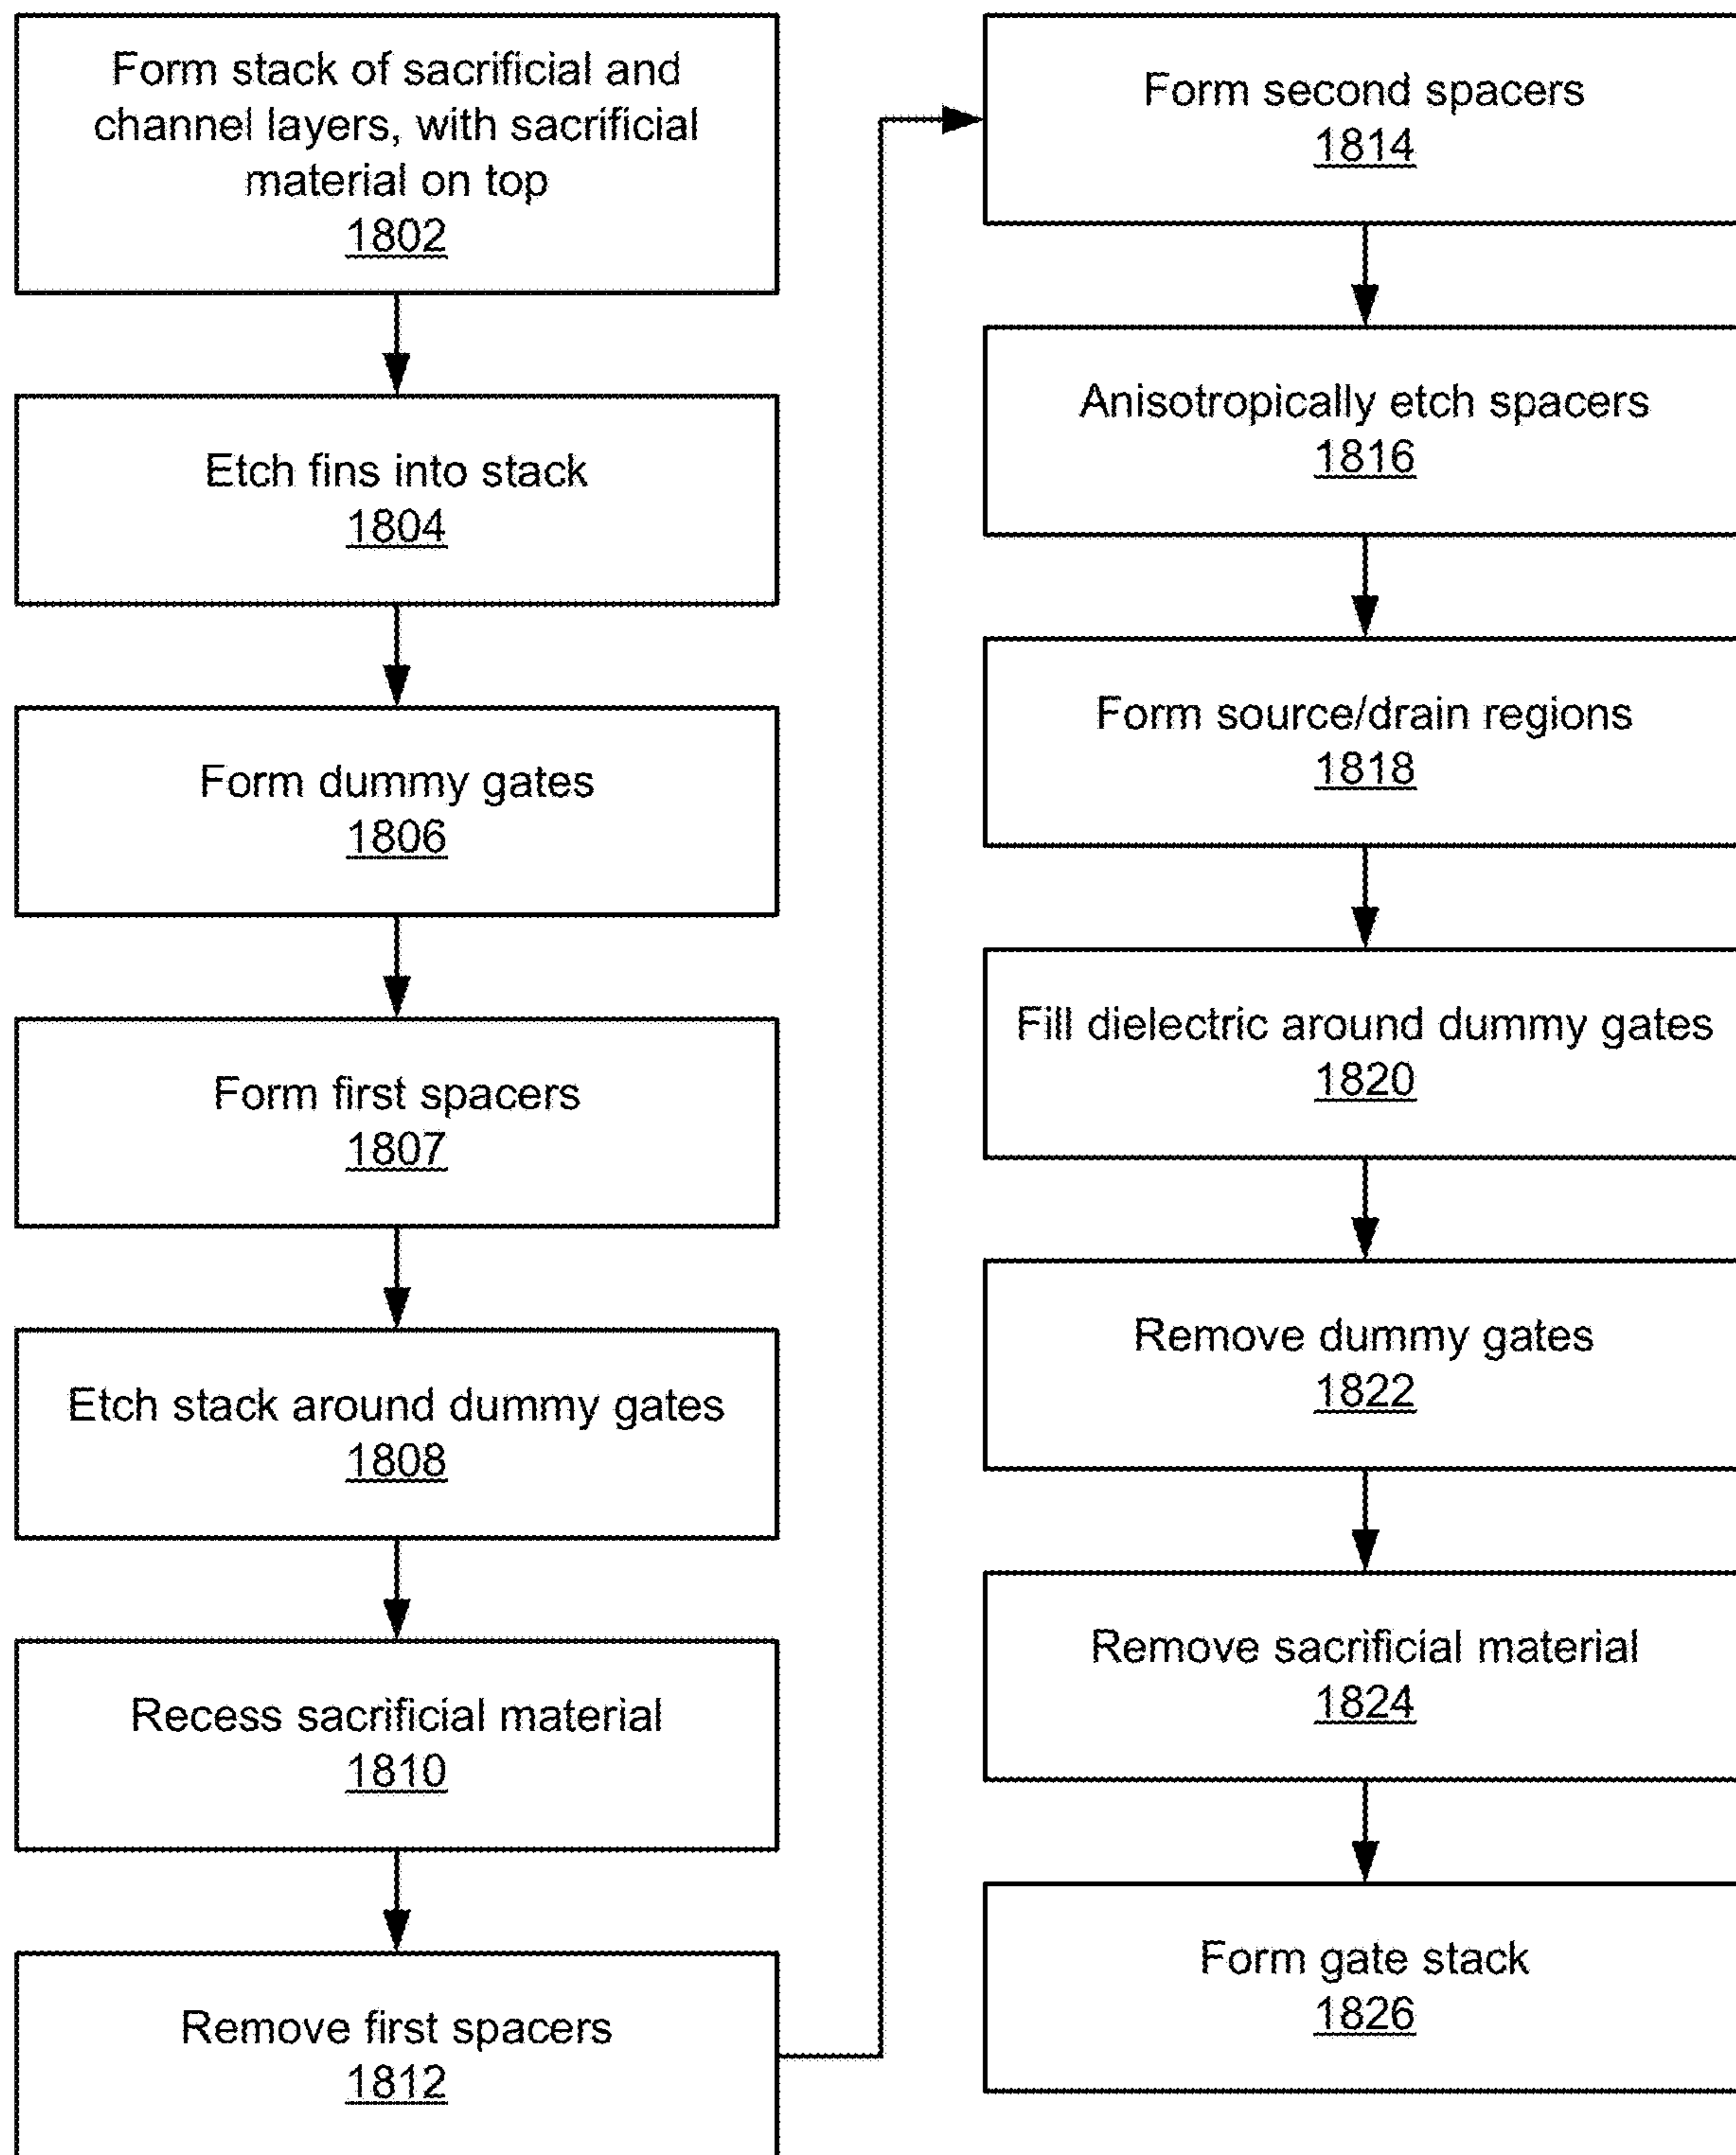 Form stack of sacrificial and
channel layers, with sacrificial
material on top
1802
Etch fins into stack
1804
Form dummy gates
1806
Form first spacers
1807
Etch stack around dummy gates
1808
Recess sacrificial material
1810
Remove first spacers
1812
Form second spacers
1814
Anisotropically etch spacers
1816
Form source/drain regions
1818
Fill dielectric around dummy gates
1820
Remove dummy gates
1822
Remove sacrificial material
1824
Form gate stack
1826